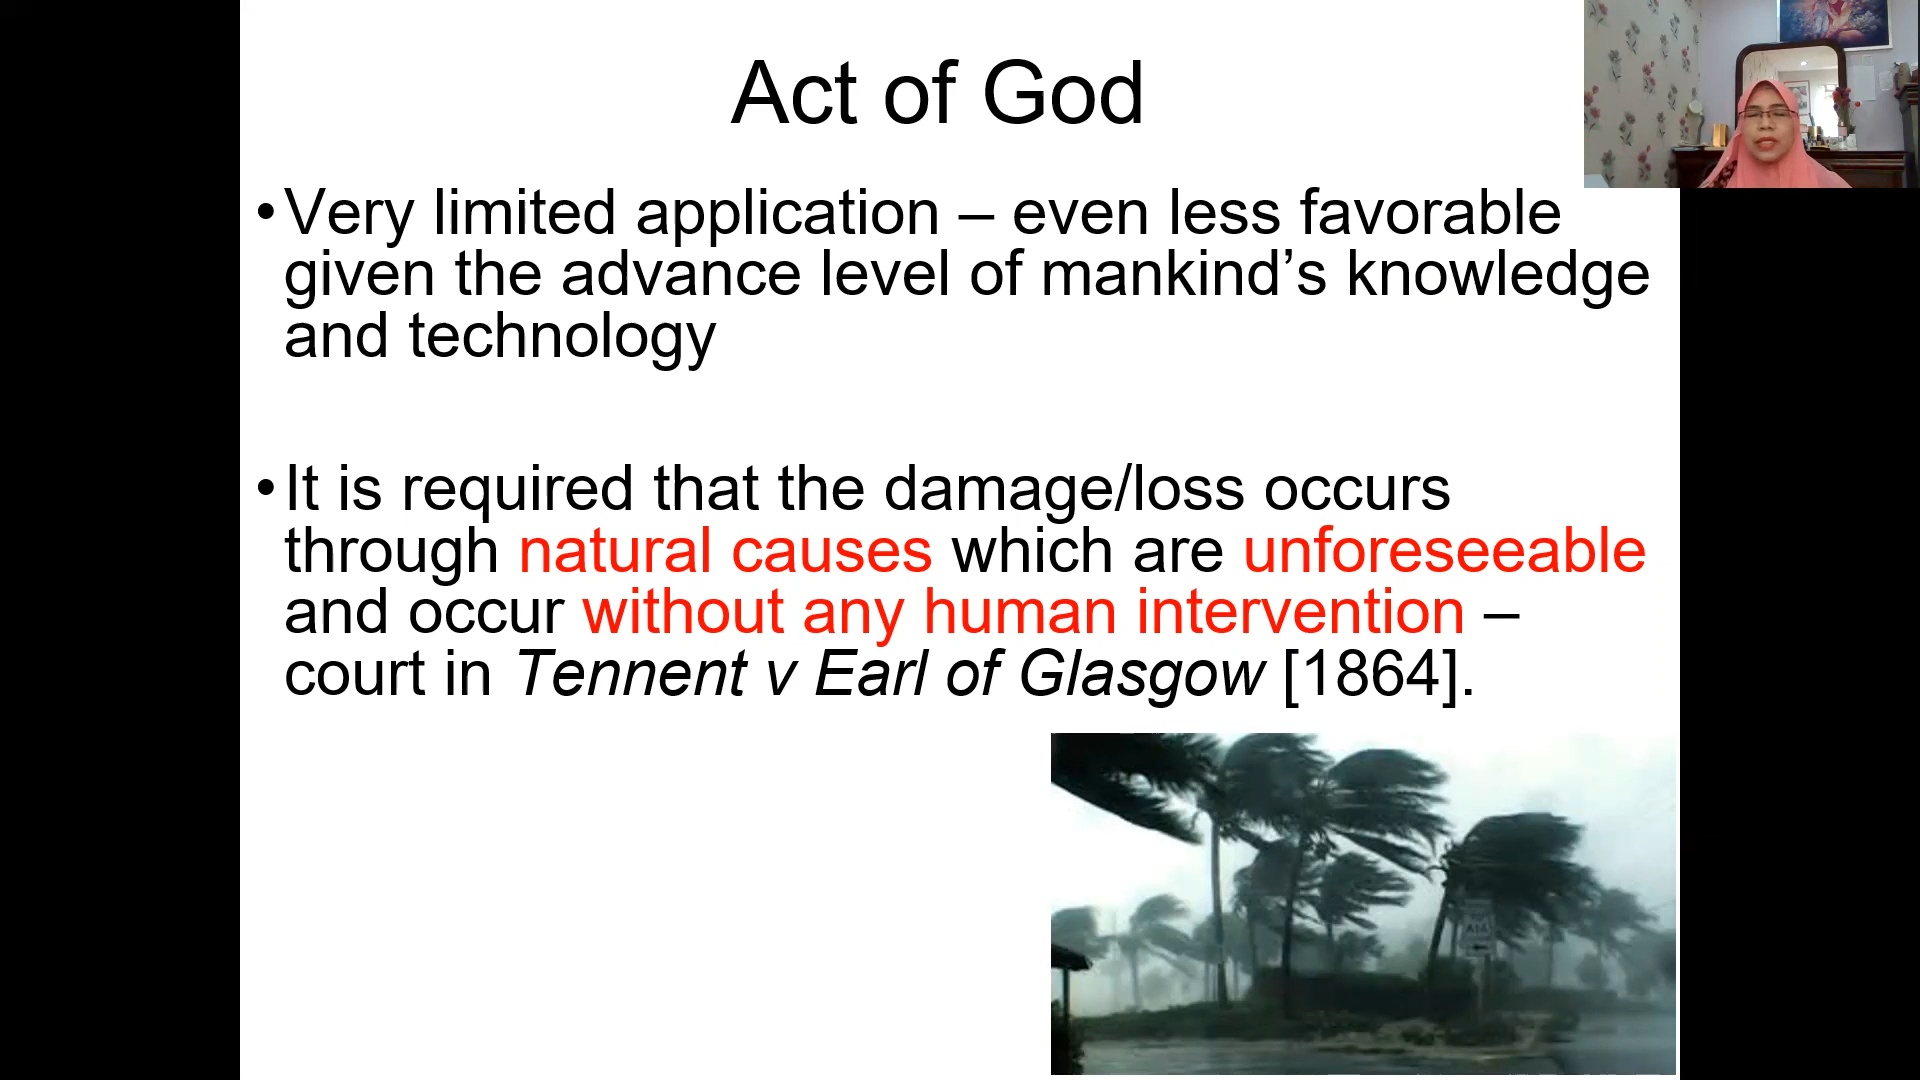 Act of God
• Very limited application – even less favorable
given the advance level of mankind’s knowledge
and technology
• It is required that the damage/loss occurs
through natural causes which are unforeseeable
and occur without any human intervention –
court in Tennent v Earl of Glasgow [1864].
A1A